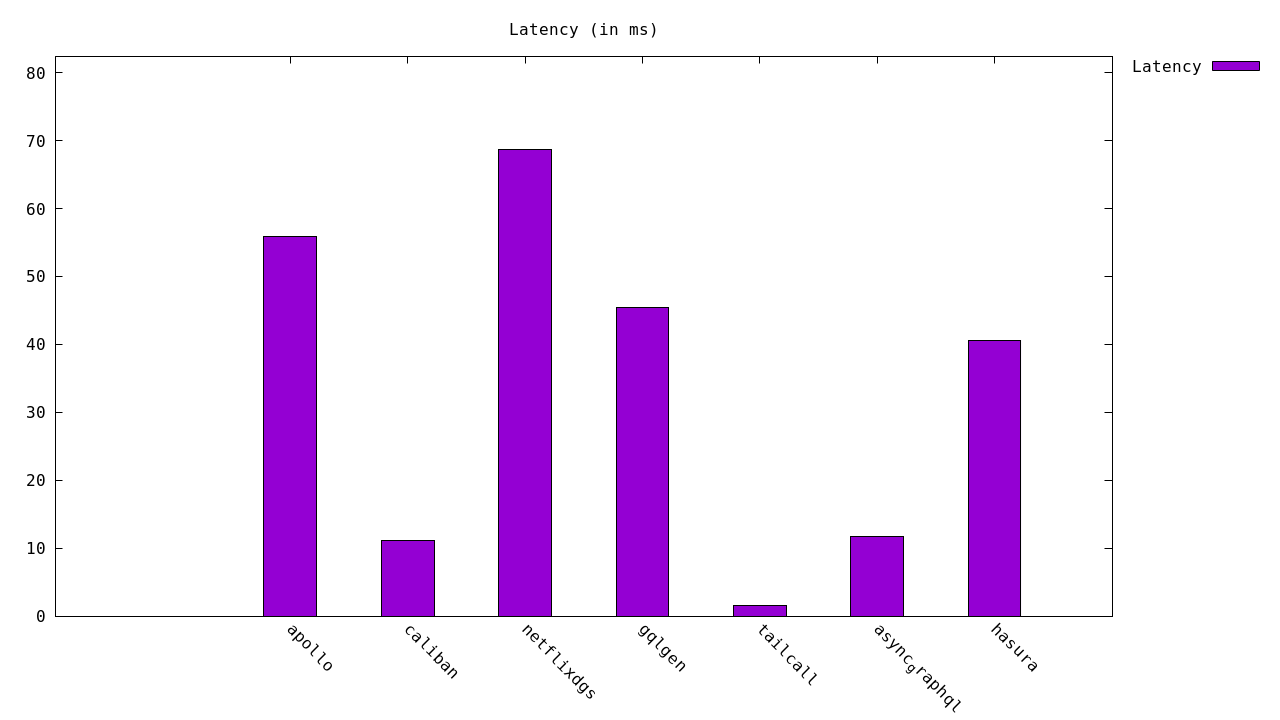 Latency (in ms)
Latency
80
70
60
50
40
30
20
10
0
apollo
caliban
netflixdgs
gqlgen
tailcall
asyncgraphql
hasura